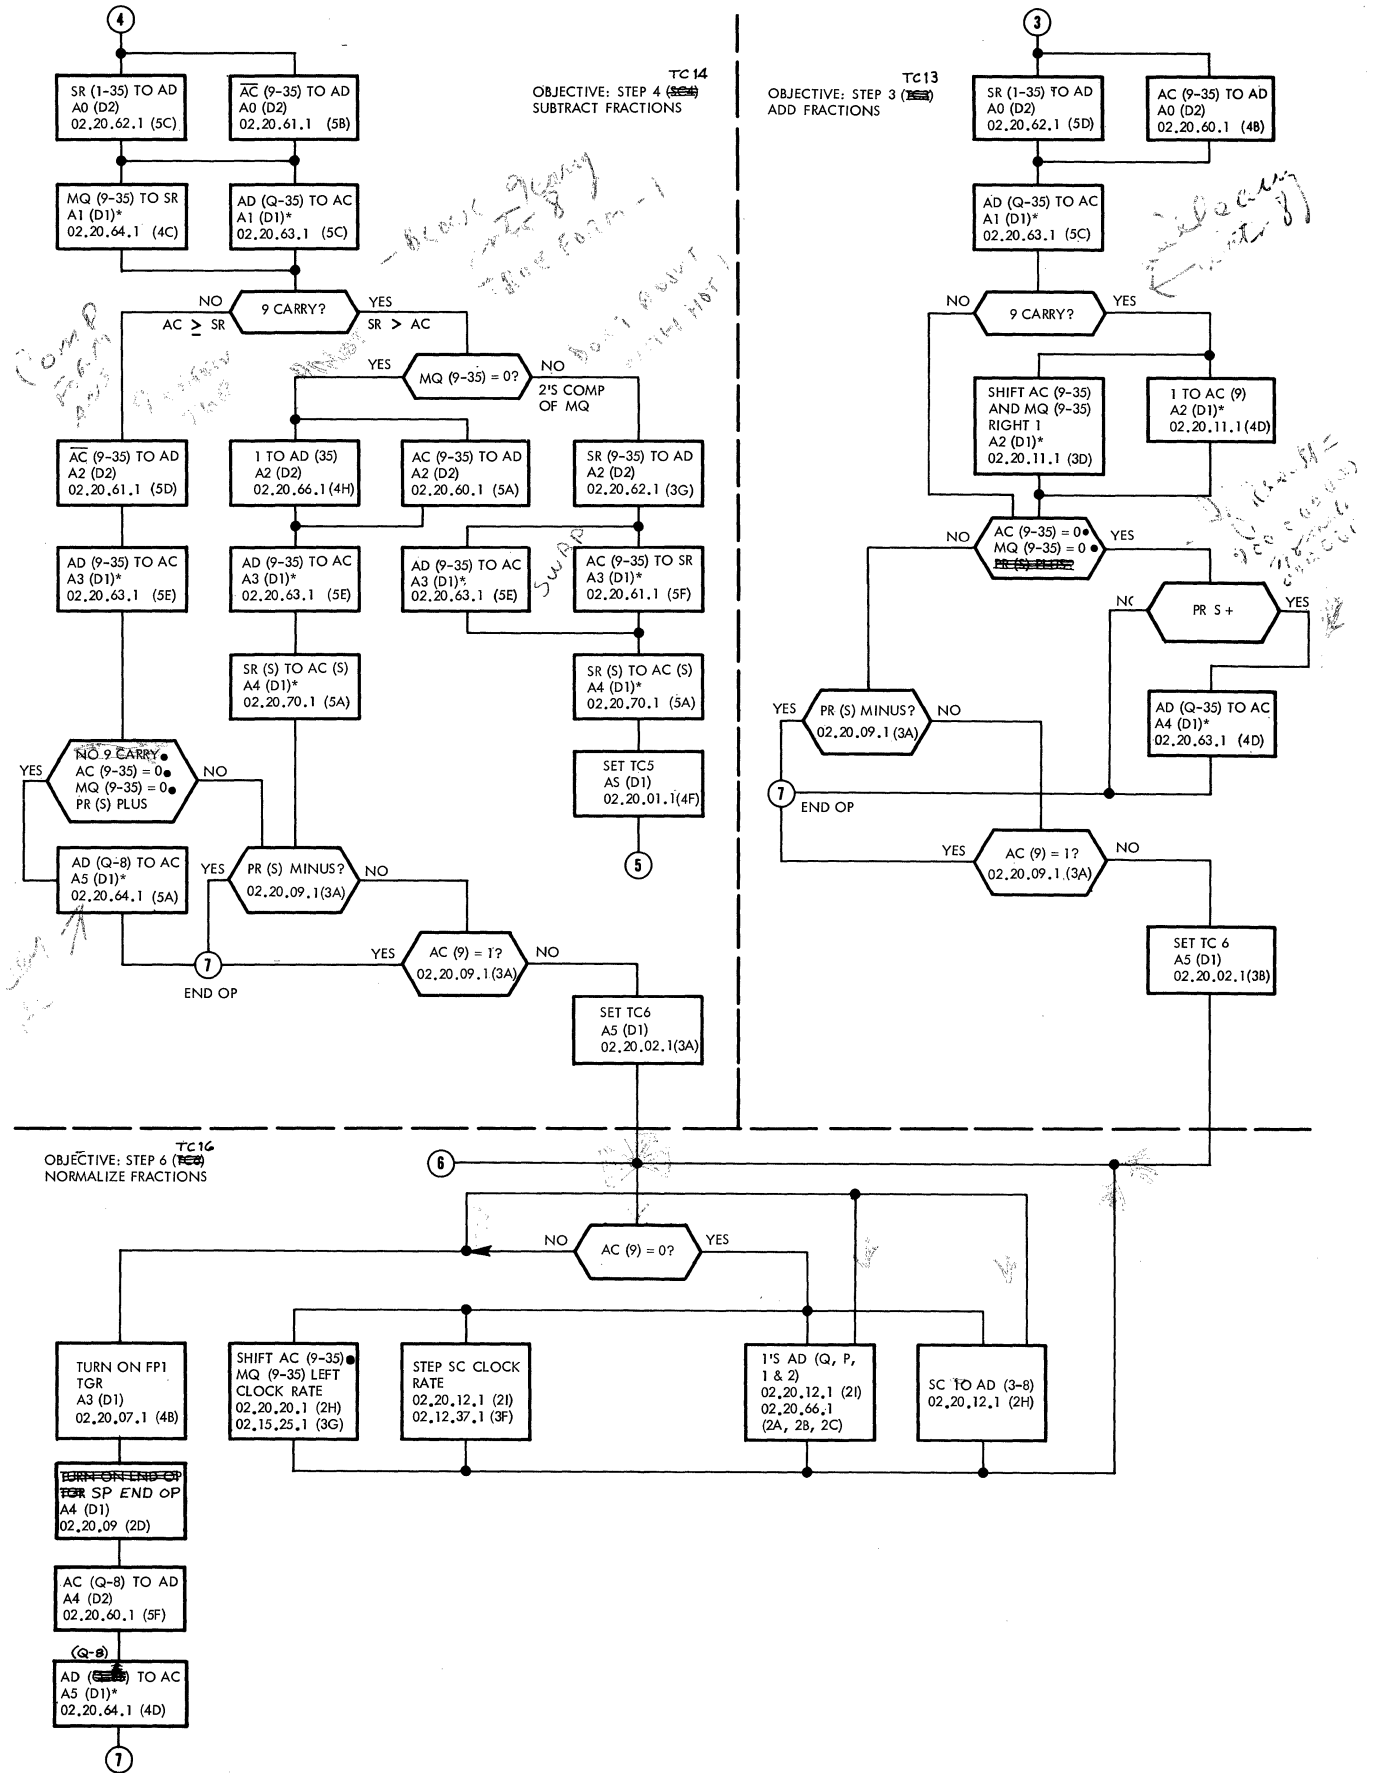 4
SR (1-35) TO AD
A0 (D2)
02.20.62.1 (5C)
AC (9-35) TO AD
A0 (D2)
02.20.61.1 (5B)
TC14
OBJECTIVE: STEP 4 (SC4)
SUBTRACT FRACTIONS
MQ (9-35) TO SR
A1 (D1)*
02.20.64.1 (4C)
AD (Q-35) TO AC
A1 (D1)*
02.20.63.1 (5C)
9 CARRY?
NO
AC ≥ SR
YES
SR > AC
MQ (9-35) = 0?
YES
NO
2'S COMP
OF MQ
AC (9-35) TO AD
A2 (D2)
02.20.61.1 (5D)
1 TO AD (35)
A2 (D2)
02.20.66.1 (4H)
AC (9-35) TO AD
A2 (D2)
02.20.60.1 (5A)
SR (9-35) TO AD
A2 (D2)
02.20.62.1 (3G)
SWAP
AD (9-35) TO AC
A3 (D1)*
02.20.63.1 (5E)
AD (9-35) TO AC
A3 (D1)*
02.20.63.1 (5E)
AD (9-35) TO AC
A3 (D1)*
02.20.63.1 (5E)
AC (9-35) TO SR
A3 (D1)*
02.20.61.1 (5F)
SR (S) TO AC (S)
A4 (D1)*
02.20.70.1 (5A)
SR (S) TO AC (S)
A4 (D1)*
02.20.70.1 (5A)
NO 9 CARRY●
AC (9-35) = 0●
MQ (9-35) = 0●
PR (S) PLUS
YES
NO
SET TC5
AS (D1)
02.20.01.1 (4F)
5
AD (Q-8) TO AC
A5 (D1)*
02.20.64.1 (5A)
YES
PR (S) MINUS?
02.20.09.1 (3A)
NO
7
END OP
YES
AC (9) = 1?
02.20.09.1 (3A)
NO
SET TC6
A5 (D1)
02.20.02.1 (3A)
3
TC13
OBJECTIVE: STEP 3 (TC3)
ADD FRACTIONS
SR (1-35) TO AD
A0 (D2)
02.20.62.1 (5D)
AC (9-35) TO AD
A0 (D2)
02.20.60.1 (4B)
AD (Q-35) TO AC
A1 (D1)*
02.20.63.1 (5C)
NO
9 CARRY?
YES
SHIFT AC (9-35)
AND MQ (9-35)
RIGHT 1
A2 (D1)*
02.20.11.1 (3D)
1 TO AC (9)
A2 (D1)*
02.20.11.1 (4D)
NO
AC (9-35) = 0●
MQ (9-35) = 0●
PR (S) PLUS?
YES
NO
PR S +
YES
AD (Q-35) TO AC
A4 (D1)*
02.20.63.1 (4D)
YES
PR (S) MINUS?
02.20.09.1 (3A)
NO
7
END OP
YES
AC (9) = 1?
02.20.09.1 (3A)
NO
SET TC 6
A5 (D1)
02.20.02.1 (3B)
TC16
OBJECTIVE: STEP 6 (TC6)
NORMALIZE FRACTIONS
6
NO
AC (9) = 0?
YES
TURN ON FP1
TGR
A3 (D1)
02.20.07.1 (4B)
SHIFT AC (9-35)●
MQ (9-35) LEFT
CLOCK RATE
02.20.20.1 (2H)
02.15.25.1 (3G)
STEP SC CLOCK
RATE
02.20.12.1 (2I)
02.12.37.1 (3F)
1'S AD (Q, P,
1 & 2)
02.20.12.1 (2I)
02.20.66.1
(2A, 2B, 2C)
SC TO AD (3-8)
02.20.12.1 (2H)
TURN ON END OP
TGR SP END OP
A4 (D1)
02.20.09 (2D)
AC (Q-8) TO AD
A4 (D2)
02.20.60.1 (5F)
(Q-8)
AD ( ) TO AC
A5 (D1)*
02.20.64.1 (4D)
7